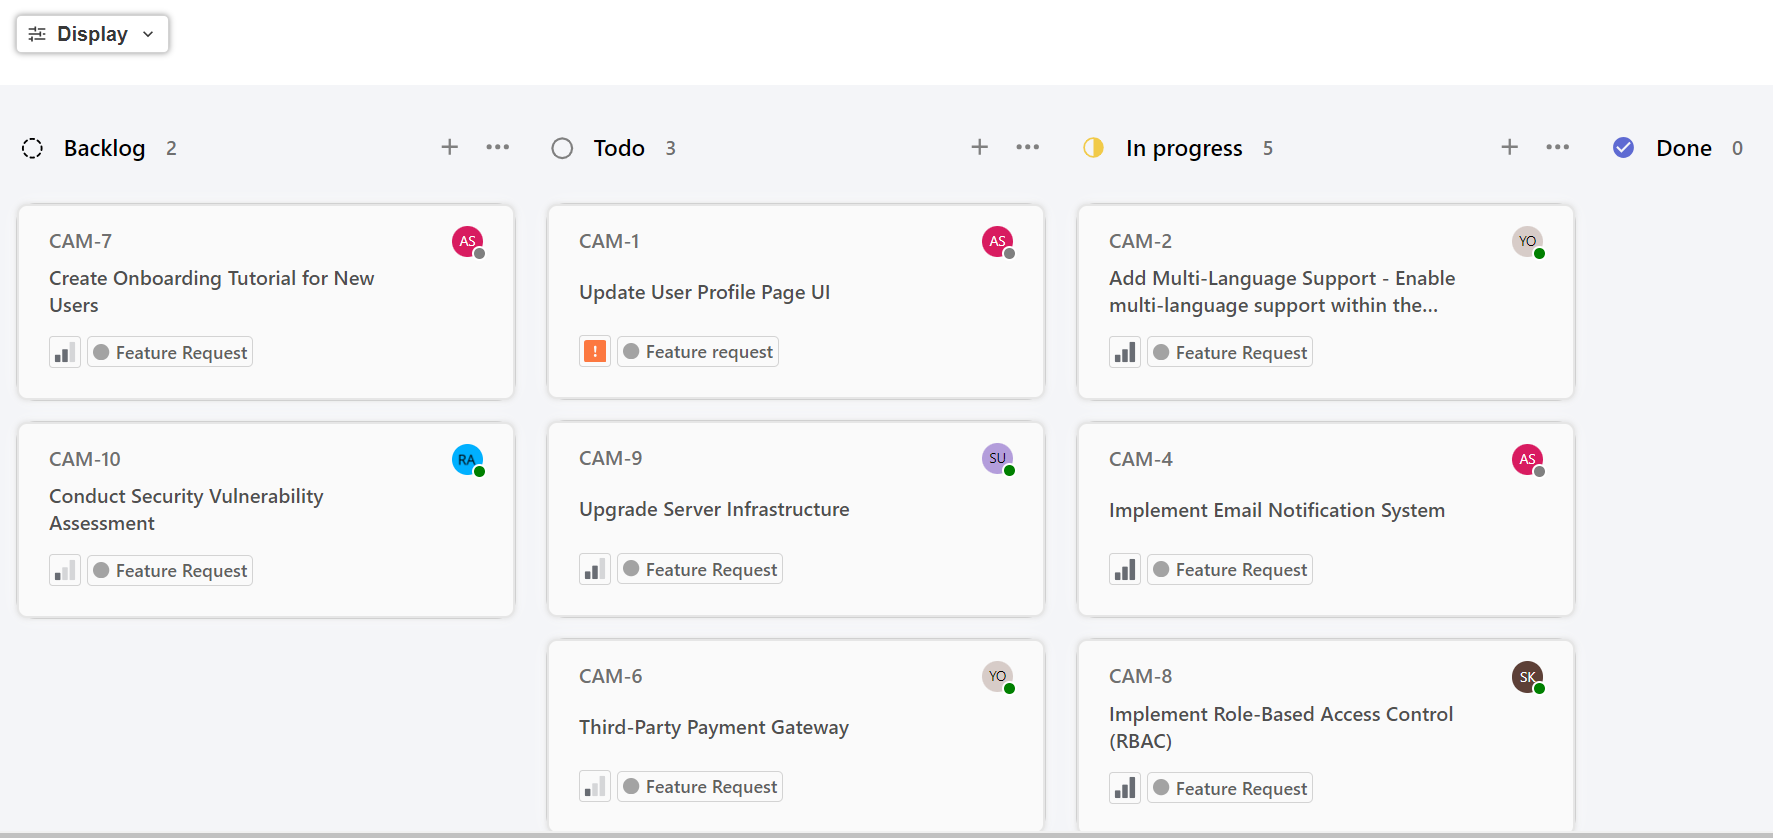 Display
Backlog 2
Todo 3
In progress 5
Done 0
CAM-7
AS
Create Onboarding Tutorial for New
Users
Feature Request
CAM-10
RA
Conduct Security Vulnerability
Assessment
Feature Request
CAM-1
AS
Update User Profile Page UI
!
Feature request
CAM-9
SU
Upgrade Server Infrastructure
Feature Request
CAM-6
YO
Third-Party Payment Gateway
Feature Request
CAM-2
YO
Add Multi-Language Support - Enable
multi-language support within the...
Feature Request
CAM-4
AS
Implement Email Notification System
Feature Request
CAM-8
SK
Implement Role-Based Access Control
(RBAC)
Feature Request